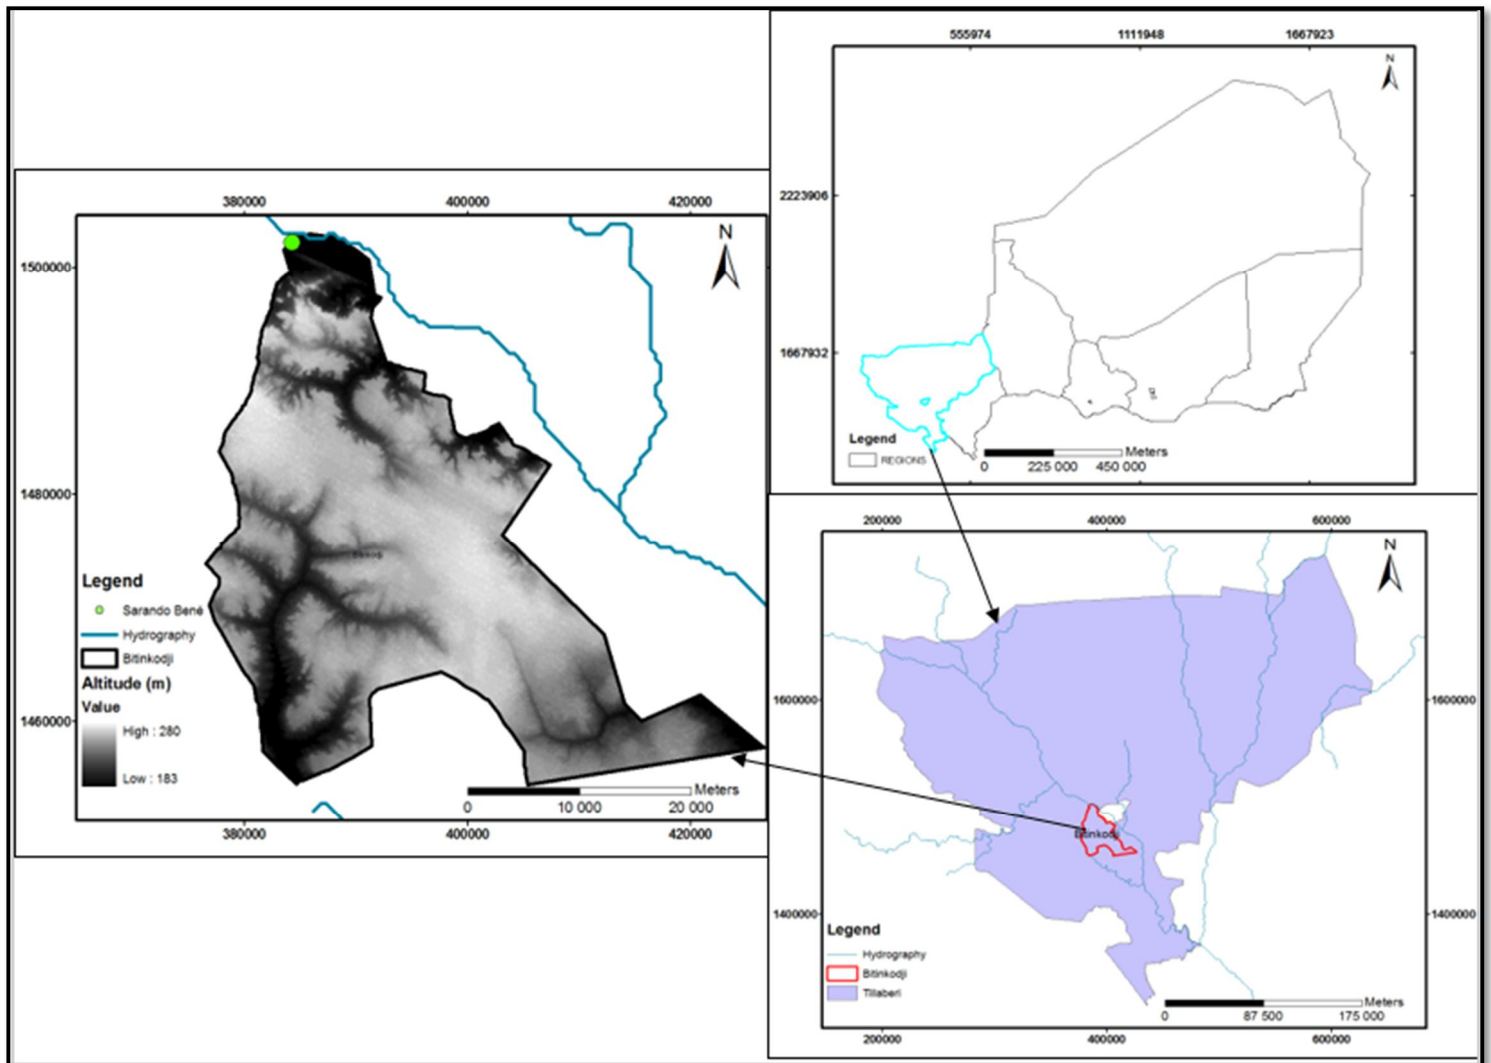 380000 400000 420000
N
1500000
1480000
1460000
Legend
Sarando Bené
Hydrography
Bitinkodji
Altitude (m)
Value
High : 280
Low : 183
Meters
0 10 000 20 000
380000 400000 420000
555974 1111948 1667923
N
2223906
1667932
Legend
REGIONS
Meters
0 225 000 450 000
200000 400000 600000
N
1600000 1600000
Bitinkodji
1400000 1400000
Legend
Hydrography
Bitinkodji
Tillaberi
Meters
0 87 500 175 000
200000 400000 600000